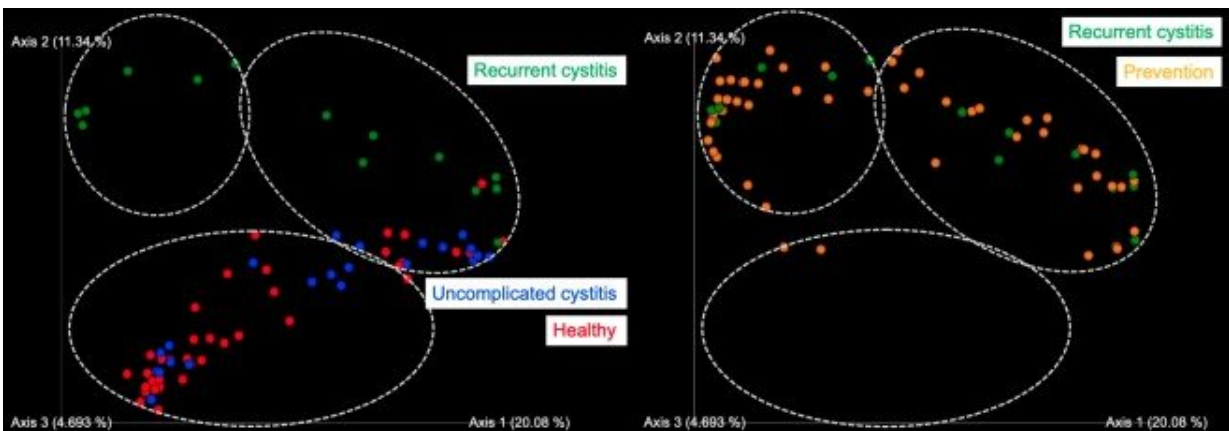 Axis 2 (11.34 %)
Recurrent cystitis
Uncomplicated cystitis
Healthy
Axis 3 (4.693 %)
Axis 1 (20.08 %)
Axis 2 (11.34 %)
Recurrent cystitis
Prevention
Axis 3 (4.693 %)
Axis 1 (20.08 %)